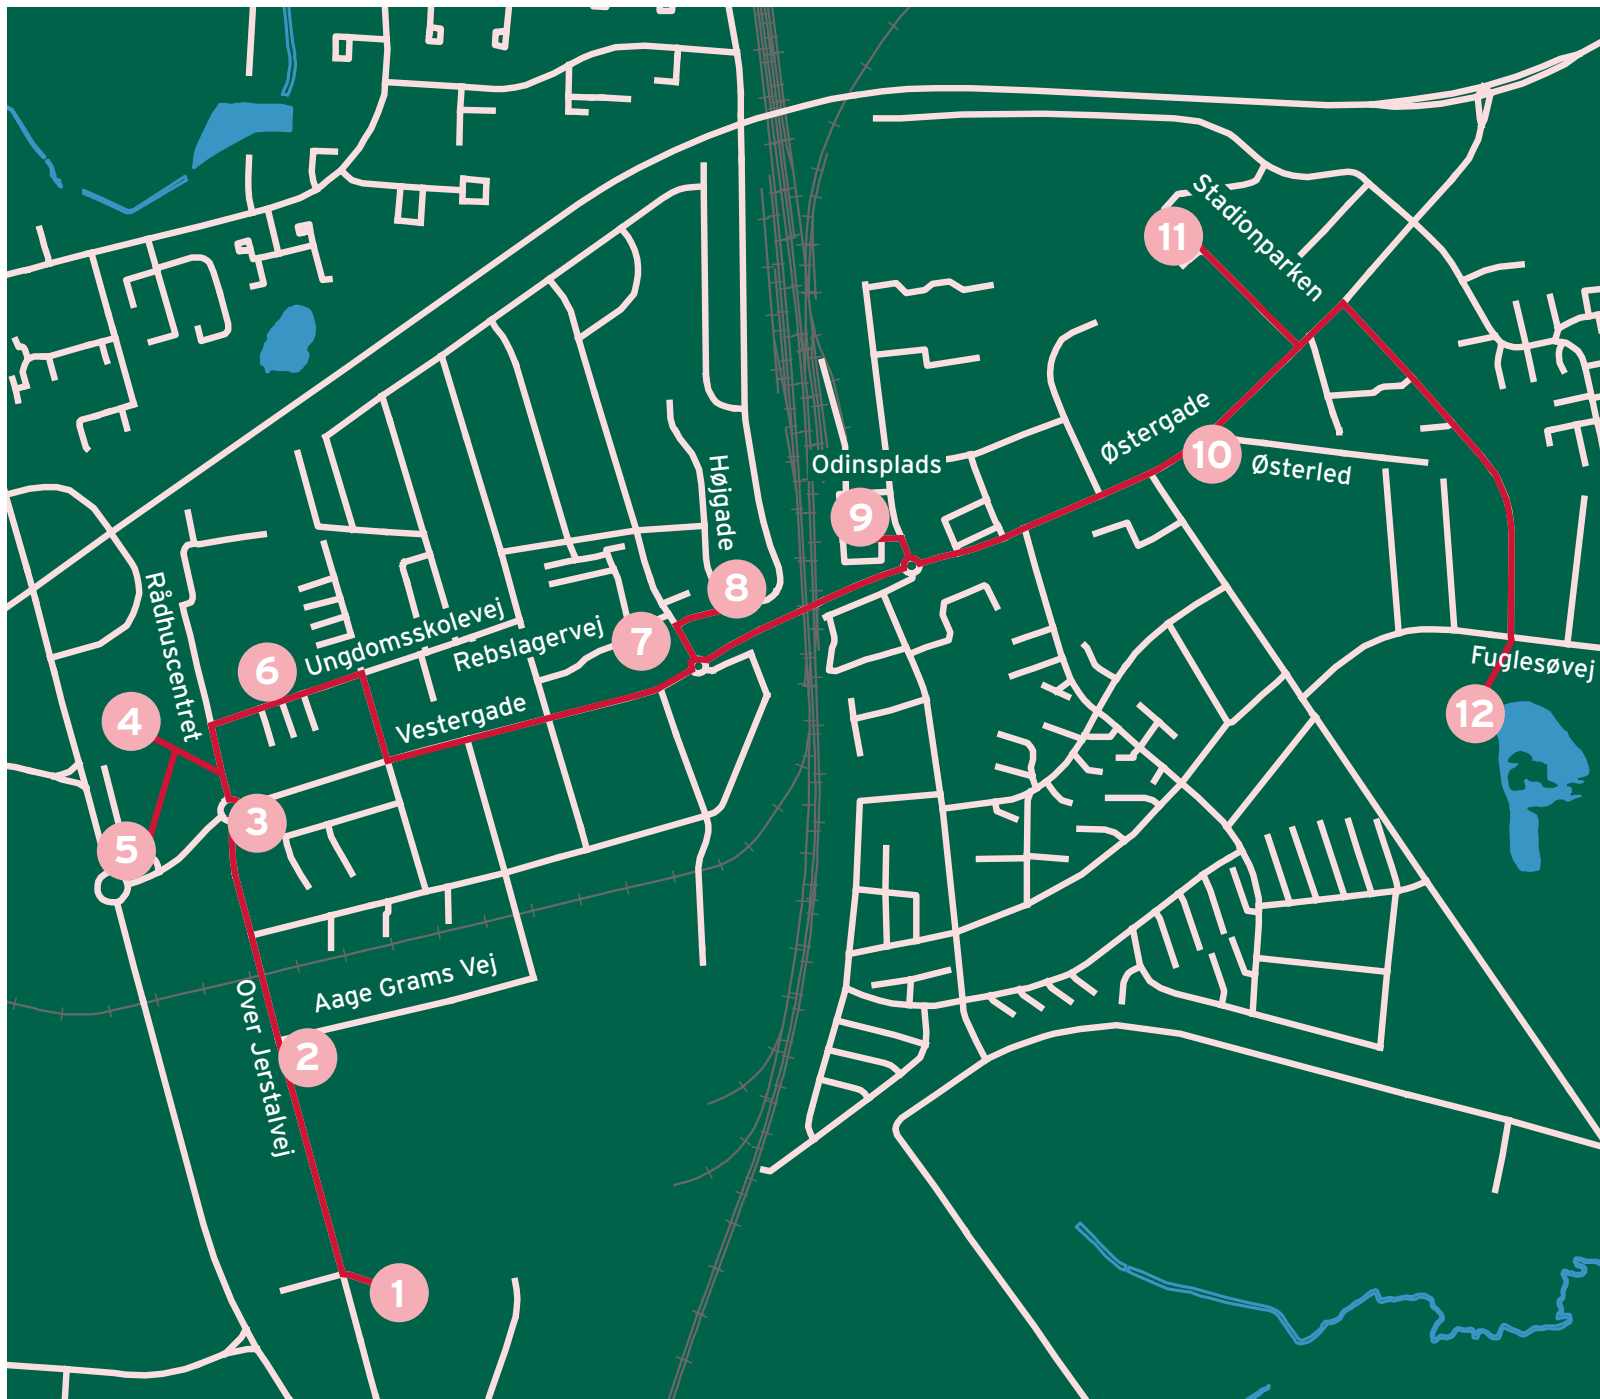 11
Stadionparken
Østergade
10
Østerled
Odinsplads
9
Højgade
8
7
Rådhuscentret
Ungdomsskolevej
Rebslagervej
6
4
Vestergade
Fuglesøvej
12
3
5
Aage Grams Vej
Over Jerstalvej
2
1